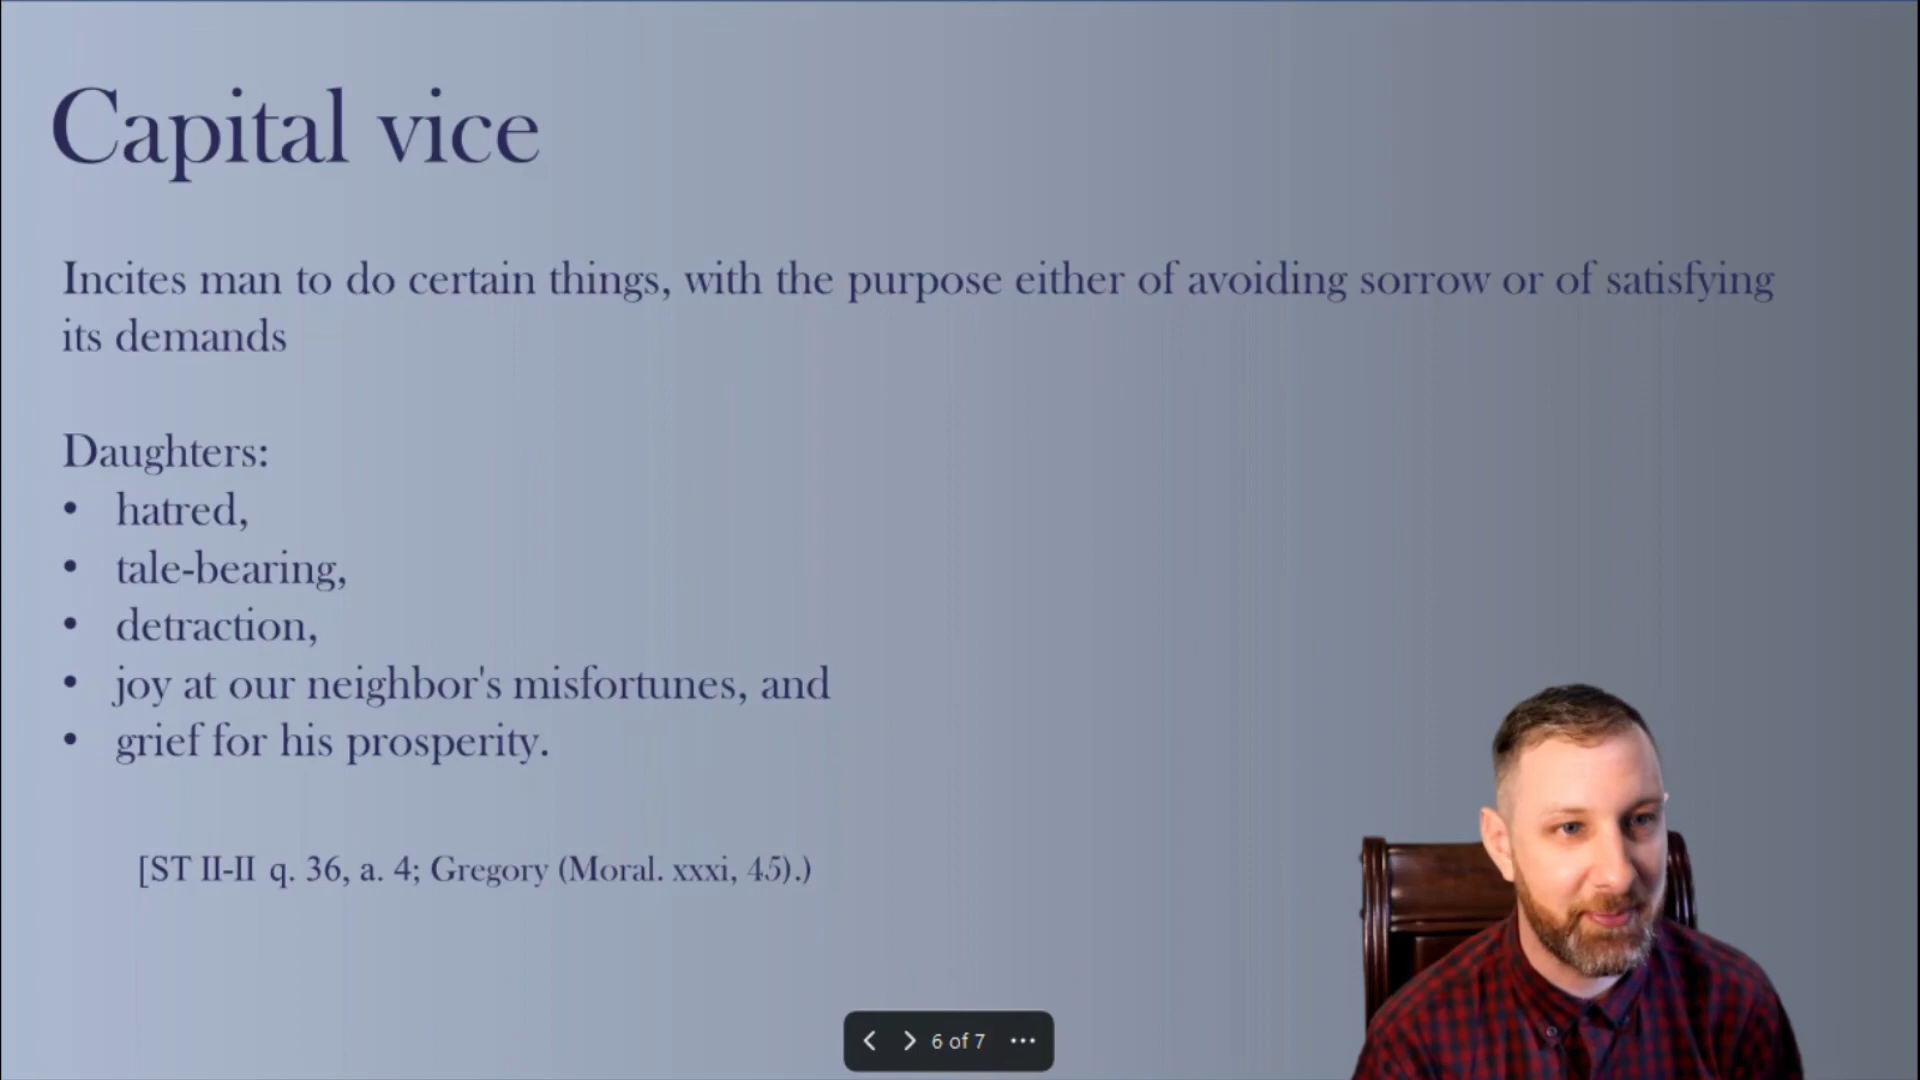 Capital vice
Incites man to do certain things, with the purpose either of avoiding sorrow or of satisfying
its demands
Daughters:
• hatred,
• tale-bearing,
• detraction,
• joy at our neighbor's misfortunes, and
• grief for his prosperity.
[ST II-II q. 36, a. 4; Gregory (Moral. xxxi, 45).)
6 of 7